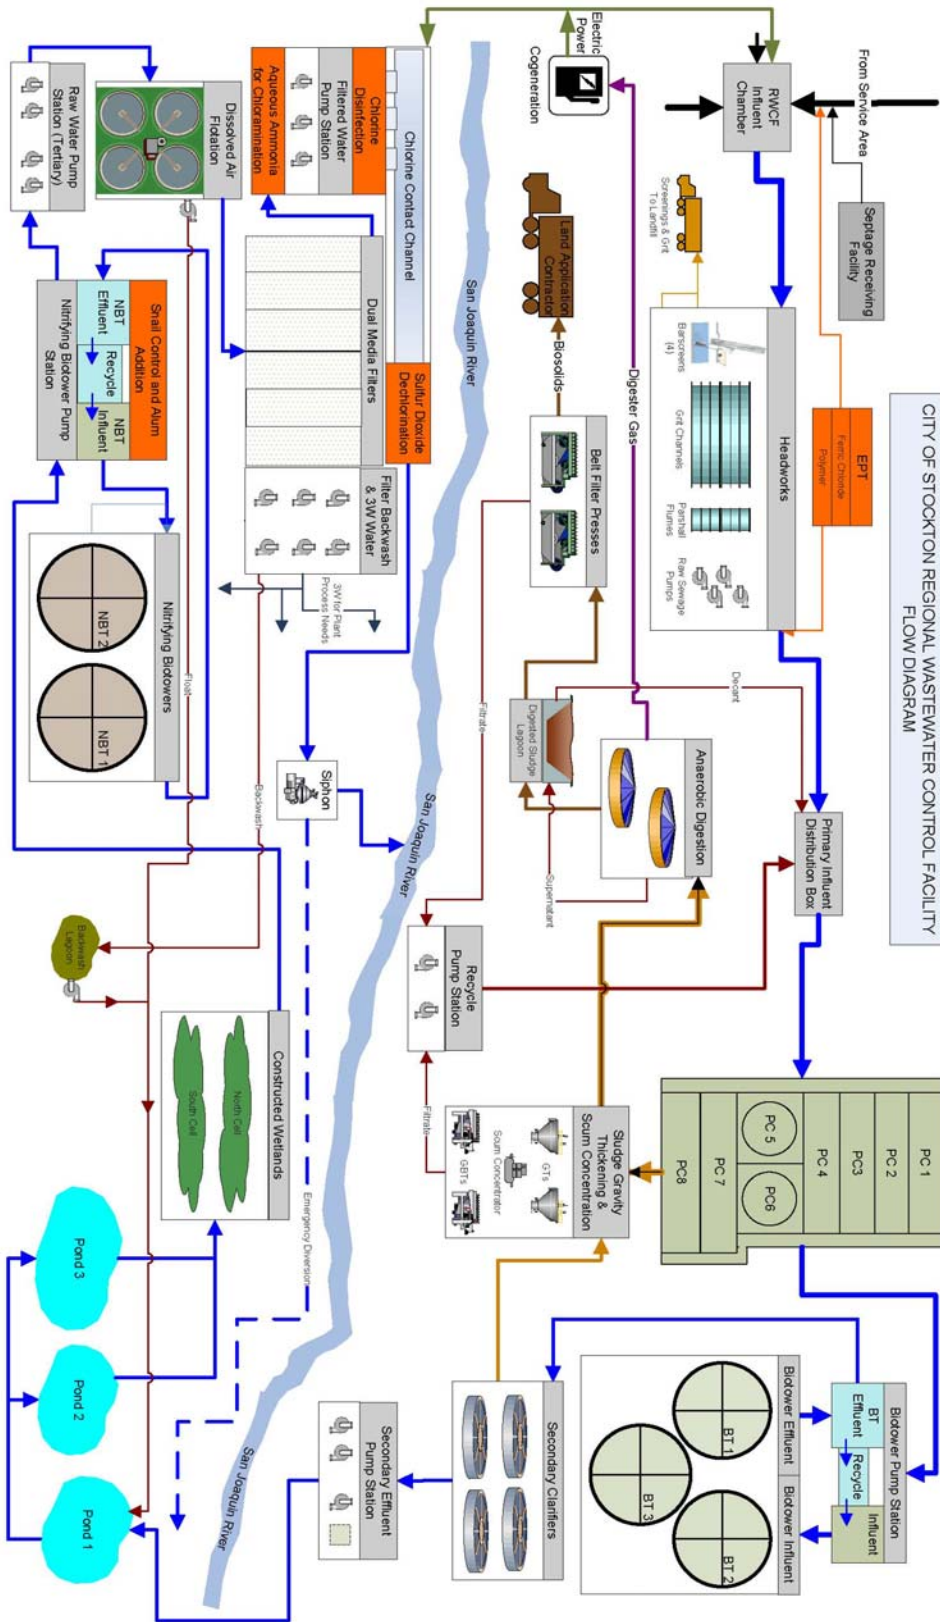 CITY OF STOCKTON REGIONAL WASTEWATER CONTROL FACILITY
FLOW DIAGRAM
From Service Area
Septage Receiving
Facility
RWCF
Influent
Chamber
EPT
Ferric Chloride
Polymer
Electric
Power
Cogeneration
Screenings & Grit
To Landfill
Headworks
Barscreens
(4)
Grit Channels
Parshall
Flumes
Raw Sewage
Pumps
Primary Influent
Distribution Box
PC 1
PC 2
PC3
PC 4
PC 5
PC6
PC 7
PC8
Biotower Pump Station
BT
Effluent
Recycle
Influent
Biotower Effluent
Biotower Influent
BT 1
BT 2
BT 3
Land Application
Contractor
Biosolids
Digester Gas
Belt Filter Presses
Decant
Digested Sludge
Lagoon
Anaerobic Digestion
Supernatant
Filtrate
Recycle
Pump Station
Filtrate
Sludge Gravity
Thickening &
Scum Concentration
GTs
Scum Concentrator
GBTs
Secondary Clarifiers
Secondary Effluent
Pump Station
San Joaquin River
San Joaquin River
San Joaquin River
Chlorine Contact Channel
Sulfur Dioxide
Dechlorination
Chlorine
Disinfection
Filtered Water
Pump Station
Aqueous Ammonia
for Chloramination
Dual Media Filters
Filter Backwash
& 3W Water
3W for Plant
Process Needs
Siphon
Emergency Diversion
Backwash
Dissolved Air
Flotation
Float
Raw Water Pump
Station (Tertiary)
Snail Control and Alum
Addition
NBT
Effluent
Recycle
NBT
Influent
Nitrifying Biotower Pump
Station
Nitrifying Biotowers
NBT 2
NBT 1
Backwash
Lagoon
Constructed Wetlands
North Cell
South Cell
Pond 3
Pond 2
Pond 1